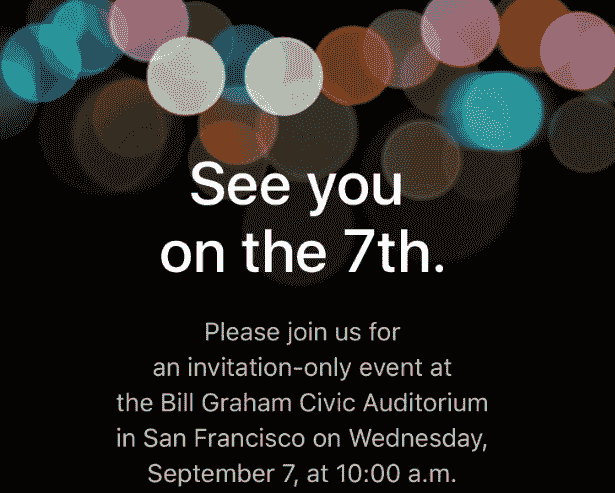 See you
on the 7th.
Please join us for
an invitation-only event at
the Bill Graham Civic Auditorium
in San Francisco on Wednesday,
September 7, at 10:00 a.m.